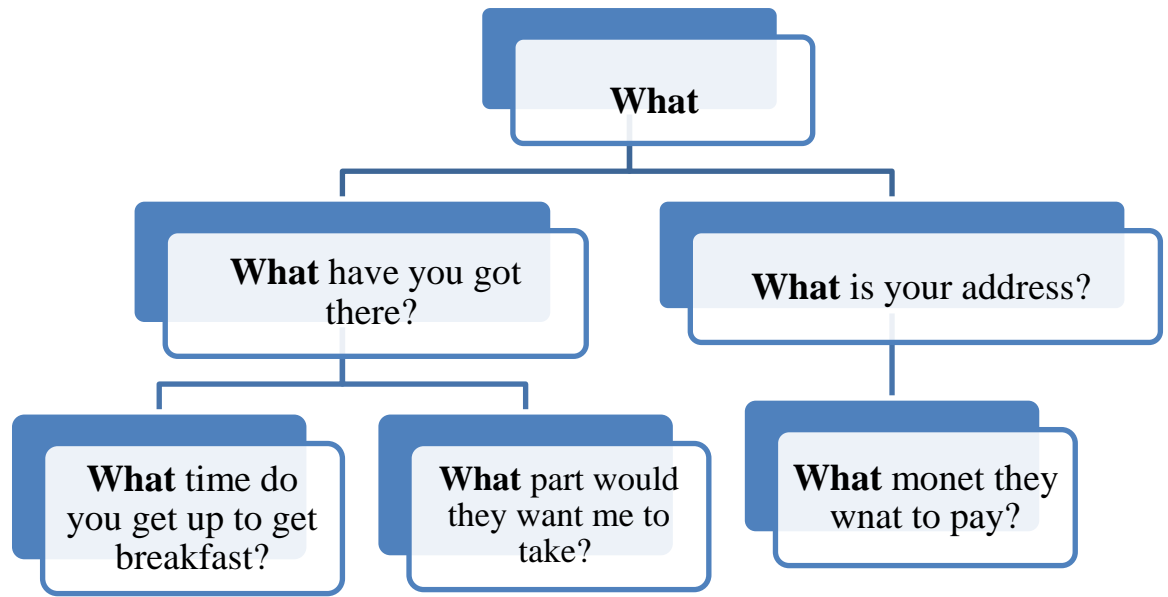 What
What have you got
there?
What is your address?
What time do
you get up to get
breakfast?
What part would
they want me to
take?
What monet they
wnat to pay?